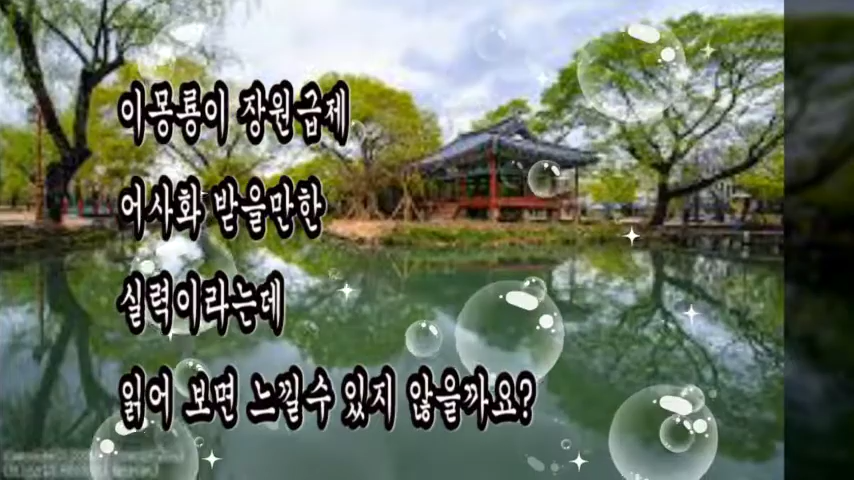 이몽룡이 장원급제
어사화 받을만한
실력이라는데
읽어 보면 느낄수 있지 않을까요?